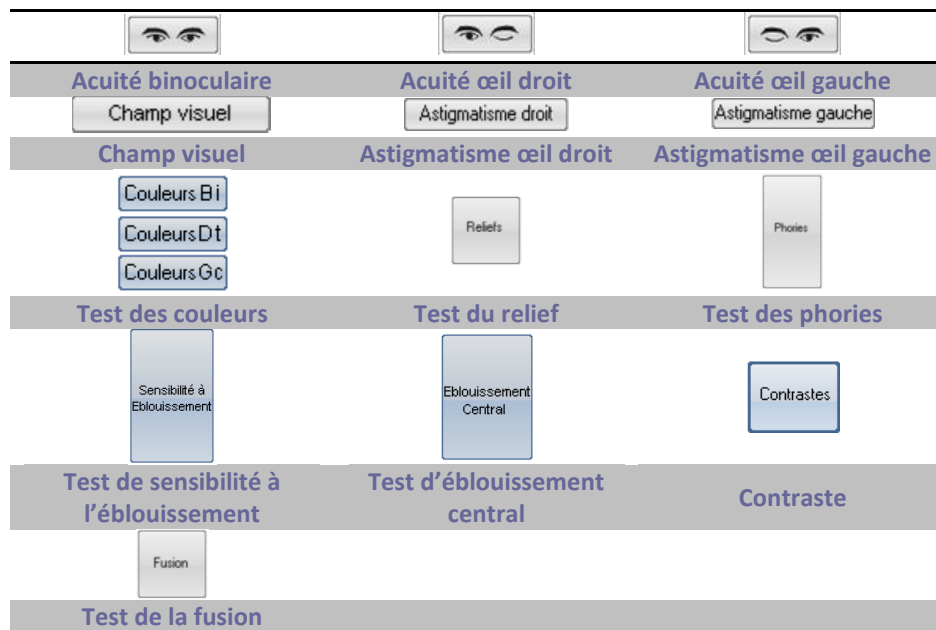 Acuité binoculaire Acuité œil droit Acuité œil gauche
Champ visuel Astigmatisme droit Astigmatisme gauche
Champ visuel Astigmatisme œil droit Astigmatisme œil gauche
Couleurs Bi
Couleurs Dt Reliefs Phories
Couleurs Gc
Test des couleurs Test du relief Test des phories
Sensibilité à Eblouissement Contrastes
Eblouissement Central
Test de sensibilité à Test d’éblouissement Contraste
l’éblouissement central
Fusion
Test de la fusion